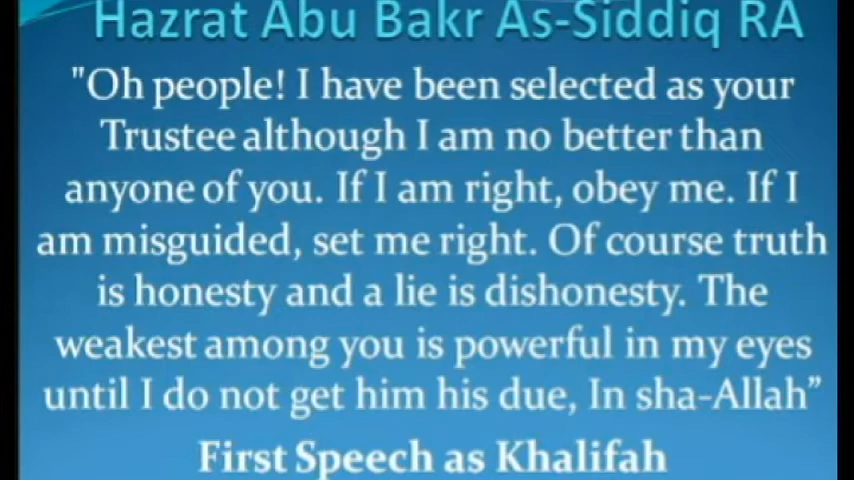 Hazrat Abu Bakr As-Siddiq RA
"Oh people! I have been selected as your
Trustee although I am no better than
anyone of you. If I am right, obey me. If I
am misguided, set me right. Of course truth
is honesty and a lie is dishonesty. The
weakest among you is powerful in my eyes
until I do not get him his due, In sha-Allah”
First Speech as Khalifah